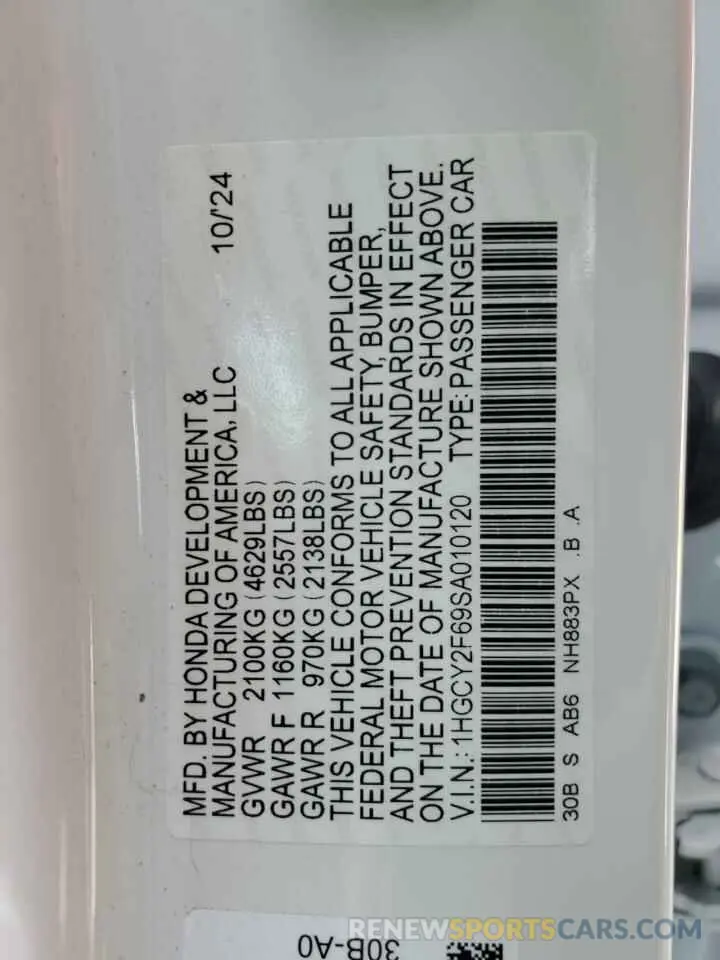 MFD. BY HONDA DEVELOPMENT &
MANUFACTURING OF AMERICA, LLC 10/'24
GVWR 2100KG (4629LBS)
GAWR F 1160KG (2557LBS)
GAWR R 970KG (2138LBS)
THIS VEHICLE CONFORMS TO ALL APPLICABLE
FEDERAL MOTOR VEHICLE SAFETY, BUMPER,
AND THEFT PREVENTION STANDARDS IN EFFECT
ON THE DATE OF MANUFACTURE SHOWN ABOVE.
V.I.N.: 1HGCY2F69SA010120 TYPE: PASSENGER CAR
30B S AB6 NH883PX .B .A
30B-A0
RENEWSPORTSCARS.COM